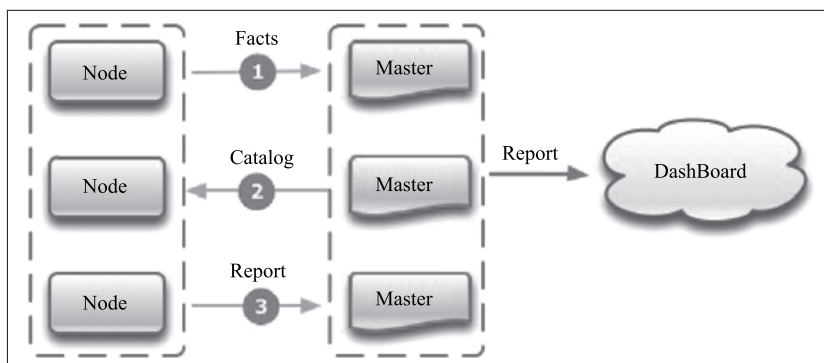 Facts
Node
1
Master
Catalog
Node
2
Master
Report
DashBoard
Report
Node
3
Master